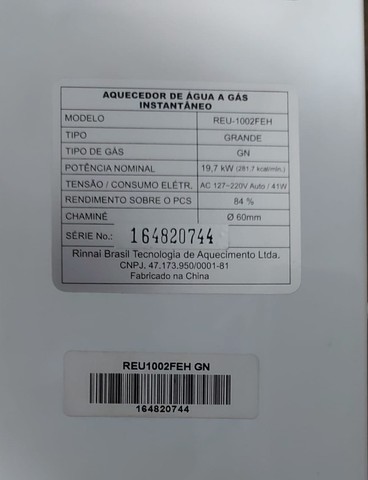 AQUECEDOR DE ÁGUA A GÁS
INSTANTÂNEO
MODELO REU-1002FEH
TIPO GRANDE
TIPO DE GÁS GN
POTÊNCIA NOMINAL 19,7 kW (281,7 kcal/min.)
TENSÃO / CONSUMO ELÉTR. AC 127~220V Auto / 41W
RENDIMENTO SOBRE O PCS 84 %
CHAMINÉ Ø 60mm
SÉRIE No.: 164820744
Rinnai Brasil Tecnologia de Aquecimento Ltda.
CNPJ. 47.173.950/0001-81
Fabricado na China
REU1002FEH GN
164820744